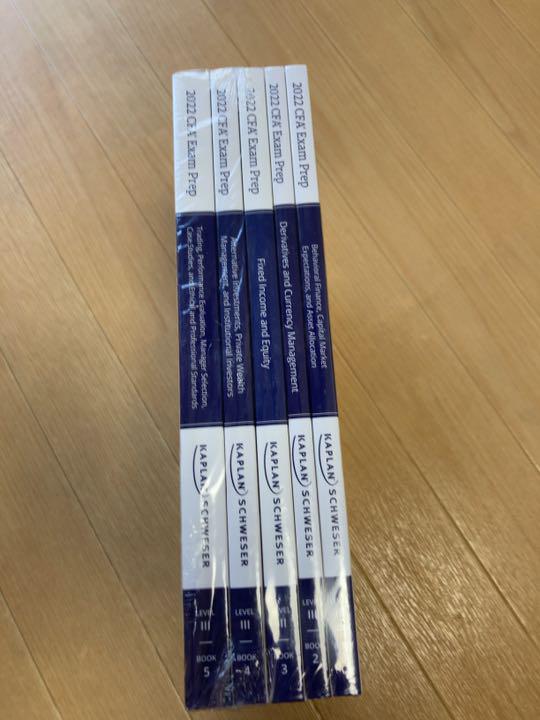 2022 CFA® Exam Prep
Trading, Performance Evaluation, Manager Selection,
Case Studies, and Ethical and Professional Standards
KAPLAN SCHWESER
LEVEL
III
BOOK
5
2022 CFA® Exam Prep
Alternative Investments, Private Wealth
Management, and Institutional Investors
KAPLAN SCHWESER
LEVEL
III
BOOK
4
2022 CFA® Exam Prep
Fixed Income and Equity
KAPLAN SCHWESER
LEVEL
BOOK
3
2022 CFA® Exam Prep
Derivatives and Currency Management
KAPLAN SCHWESER
LEVEL
BOOK
2
2022 CFA® Exam Prep
Behavioral Finance, Capital Market
Expectations, and Asset Allocation
KAPLAN SCHWESER